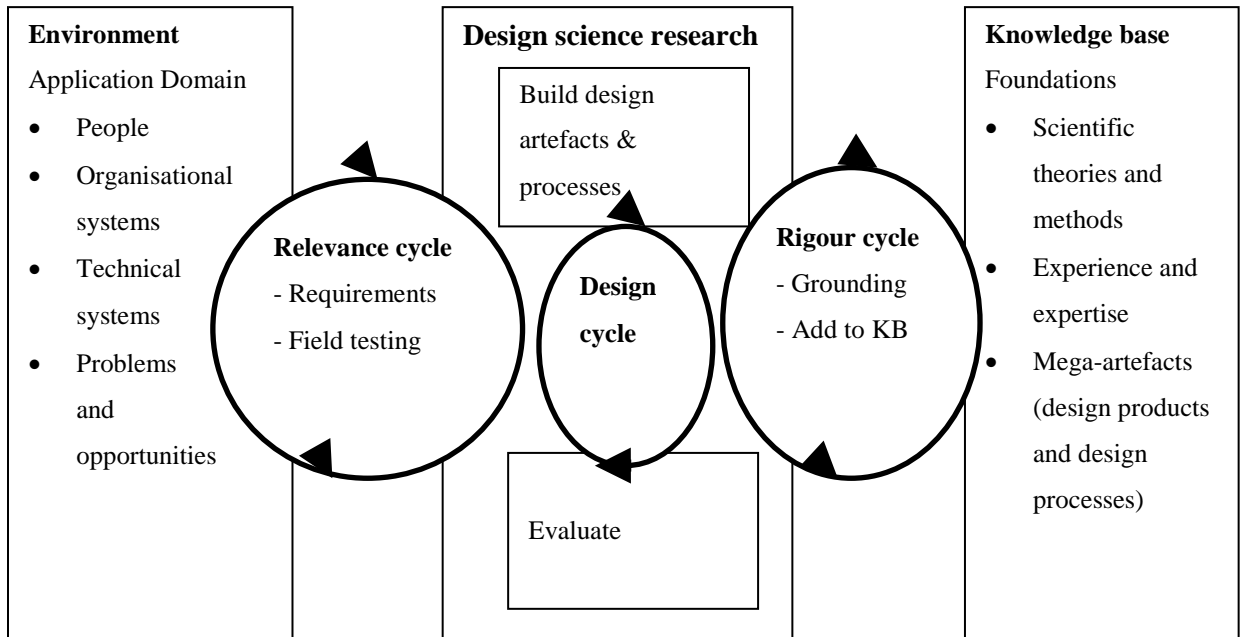 Environment
Application Domain
• People
• Organisational
systems
• Technical
systems
• Problems
and
opportunities
Relevance cycle
- Requirements
- Field testing
Design science research
Build design
artefacts &
processes
Design
cycle
Evaluate
Rigour cycle
- Grounding
- Add to KB
Knowledge base
Foundations
• Scientific
theories and
methods
• Experience and
expertise
• Mega-artefacts
(design products
and design
processes)